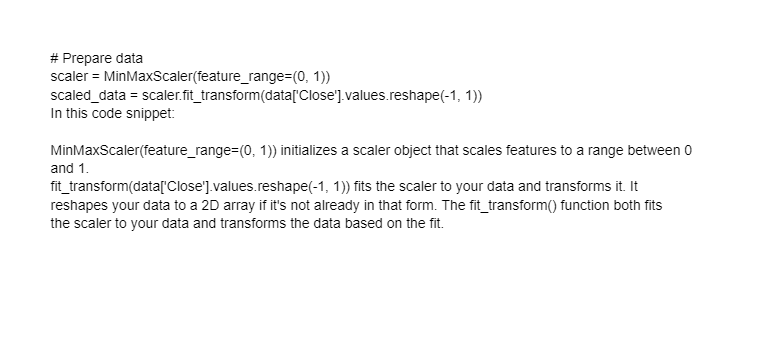 # Prepare data
scaler = MinMaxScaler(feature_range=(0, 1))
scaled_data = scaler.fit_transform(data['Close'].values.reshape(-1, 1))
In this code snippet:
MinMaxScaler(feature_range=(0, 1)) initializes a scaler object that scales features to a range between 0
and 1.
fit_transform(data['Close'].values.reshape(-1, 1)) fits the scaler to your data and transforms it. It
reshapes your data to a 2D array if it's not already in that form. The fit_transform() function both fits
the scaler to your data and transforms the data based on the fit.